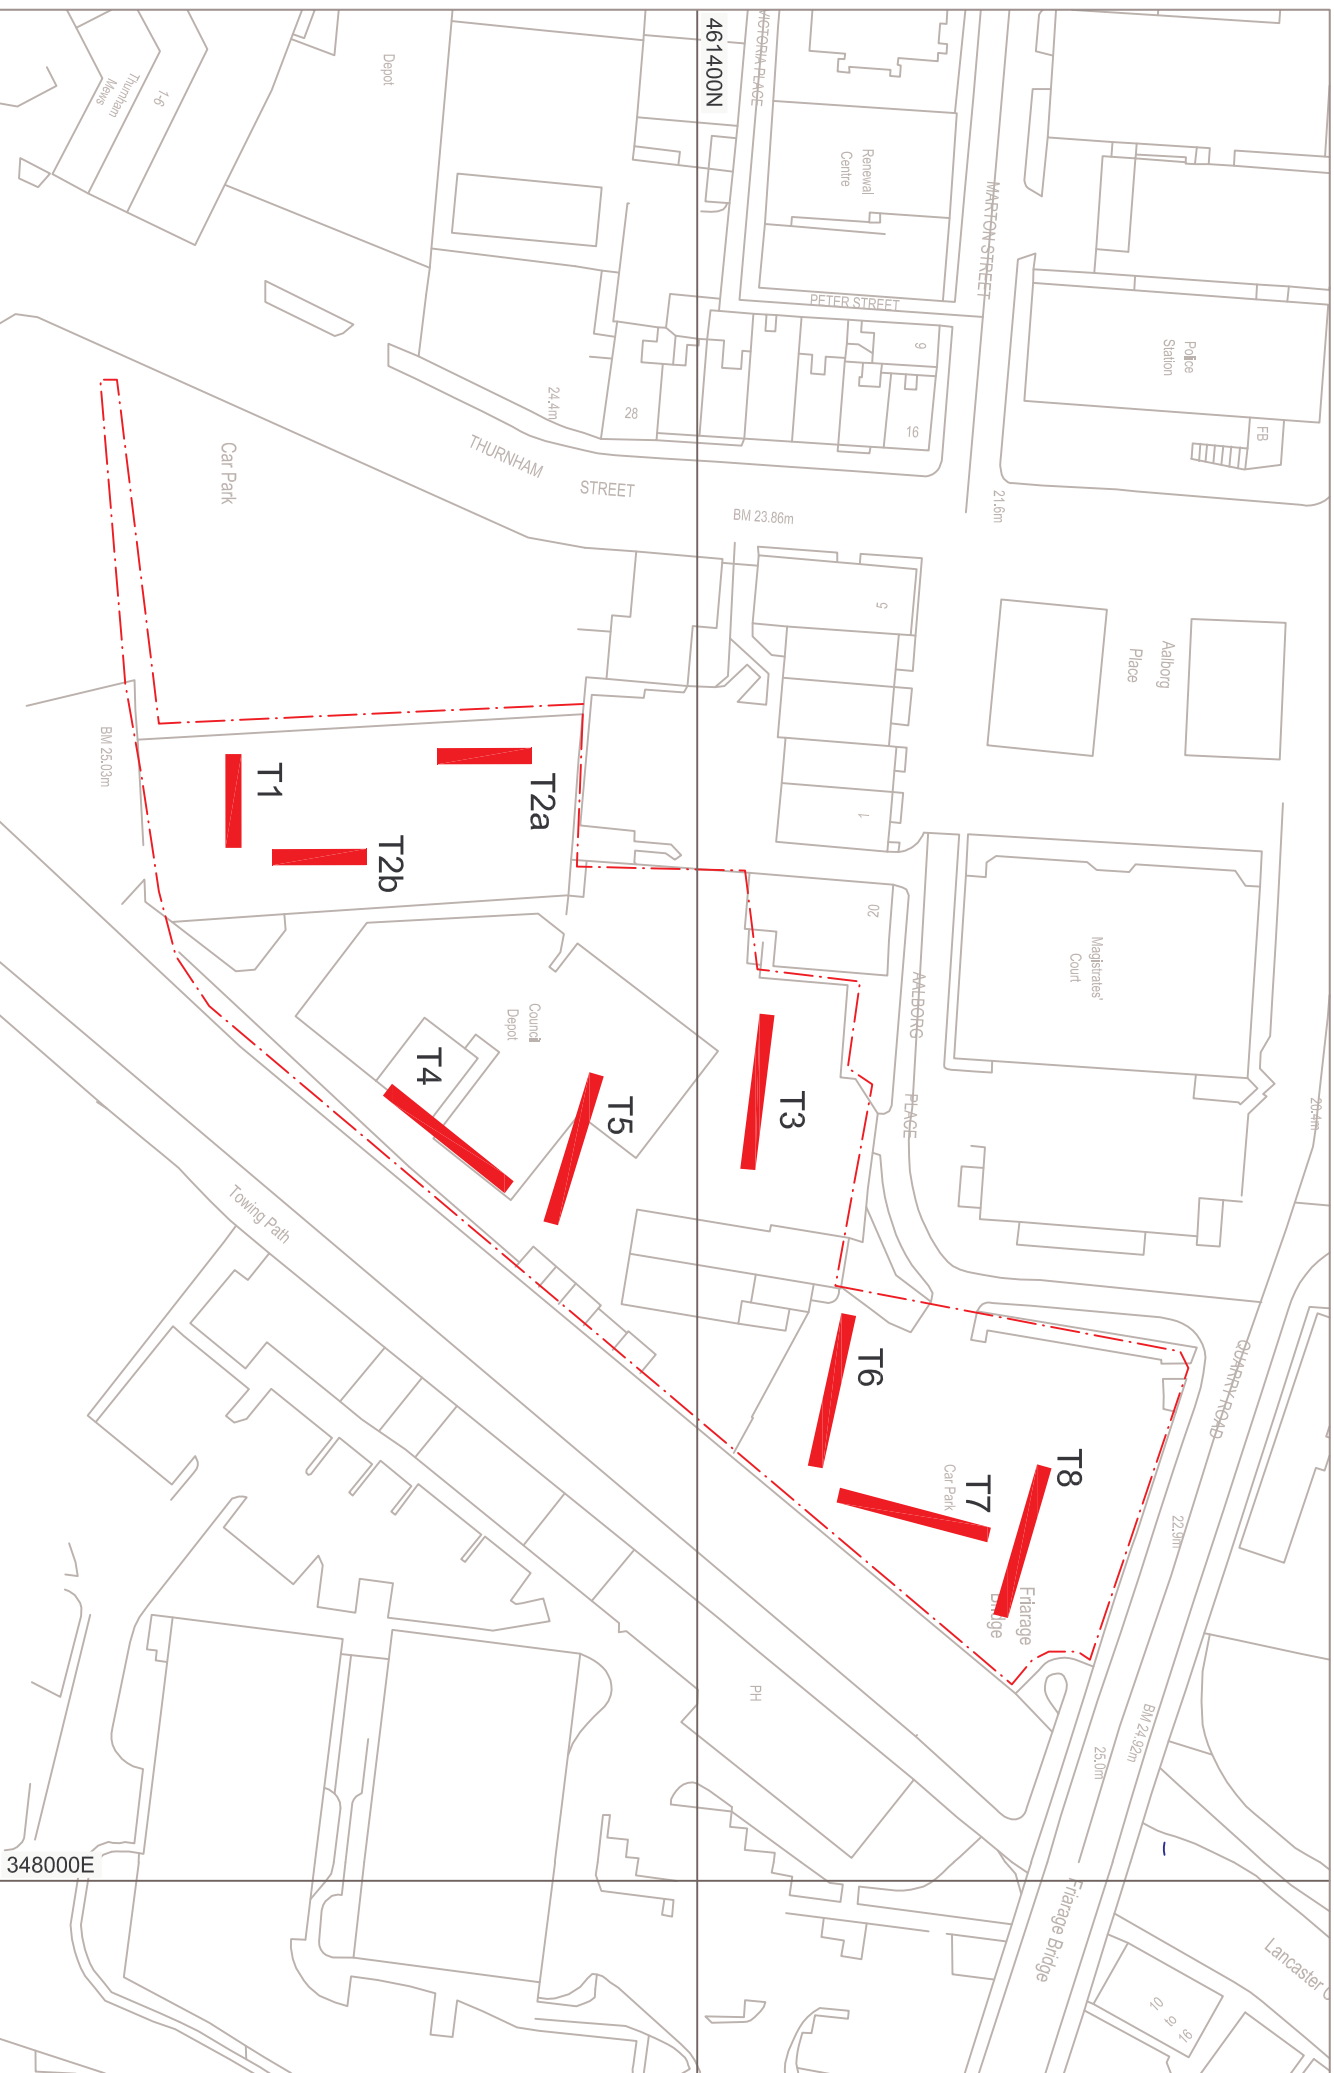 461400N
VICTORIA PLACE
Depot
Thurnham
Mews
1-6
Renewal
Centre
MARTON STREET
PETER STREET
Police
Station
FB
9
16
28
24.4m
THURNHAM
STREET
Car Park
BM 23.86m
21.6m
5
1
Aalborg
Place
BM 25.03m
T1
T2a
T2b
20
Magistrates'
Court
AALBORG
PLACE
Council
Depot
T3
T4
T5
20.4m
Towing Path
T6
T7
T8
Car Park
QUARRY ROAD
22.9m
Friarage
Bridge
PH
BM 24.92m
25.0m
348000E
Friarage Bridge
Lancaster
10
to
16